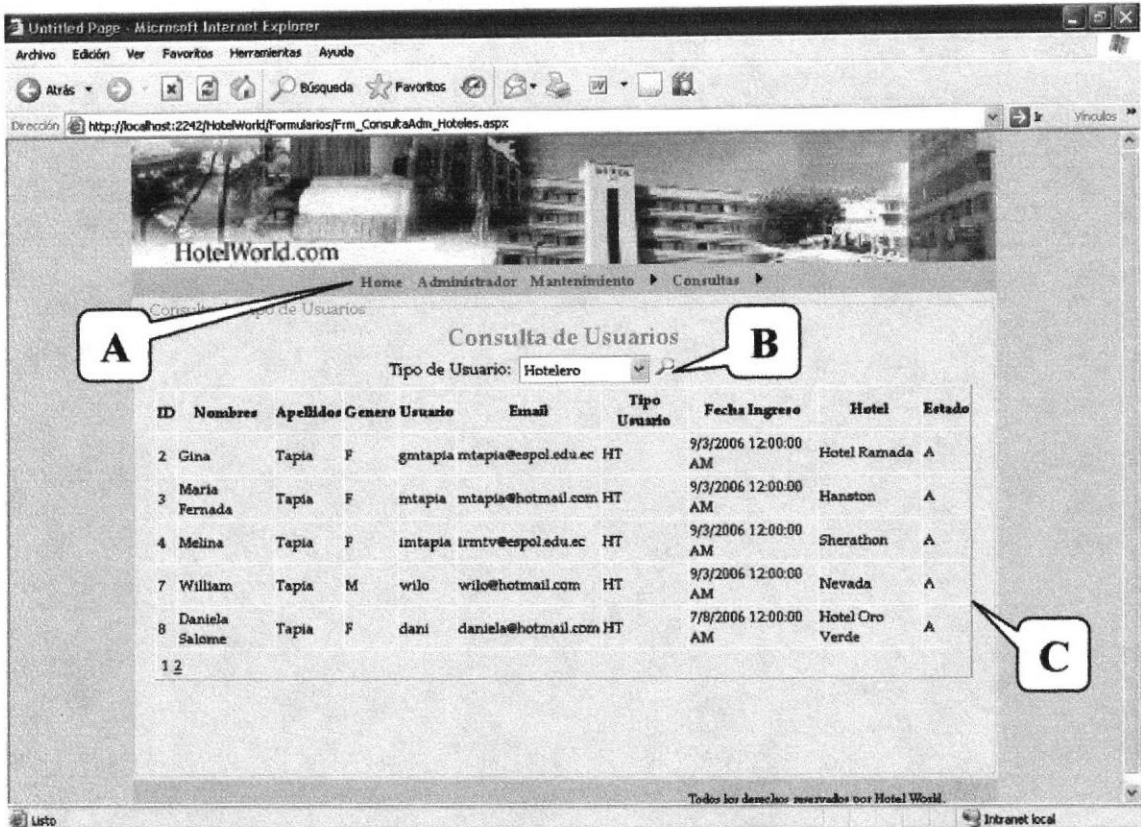 Untitled Page - Microsoft Internet Explorer
Archivo Edición Ver Favoritos Herramientas Ayuda
Atrás Búsqueda Favoritos
Dirección http://localhost:2242/HotelWorld/Formularios/Frm_ConsultaAdm_Hoteles.aspx Ir Vínculos »
HOTEL
HotelWorld.com
Home Administrador Mantenimiento Consultas
de Usuarios
A
Consulta de Usuarios
B
Tipo de Usuario: Hotelero
ID Nombres Apellidos Genero Usuario Email Tipo Usuario Fecha Ingreso Hotel Estado
2 Gina Tapia F gmtapia mtapia@espol.edu.ec HT 9/3/2006 12:00:00 AM Hotel Ramada A
3 Maria Fernada Tapia F mtapia mtapia@hotmail.com HT 9/3/2006 12:00:00 AM Hanston A
4 Melina Tapia F imtapia irmtv@espol.edu.ec HT 9/3/2006 12:00:00 AM Sherathon A
7 William Tapia M wilo wilo@hotmail.com HT 9/3/2006 12:00:00 AM Nevada A
8 Daniela Salome Tapia F dani daniela@hotmail.com HT 7/8/2006 12:00:00 AM Hotel Oro Verde A
1 2
C
Todos los derechos reservados por Hotel World.
Listo Intranet local